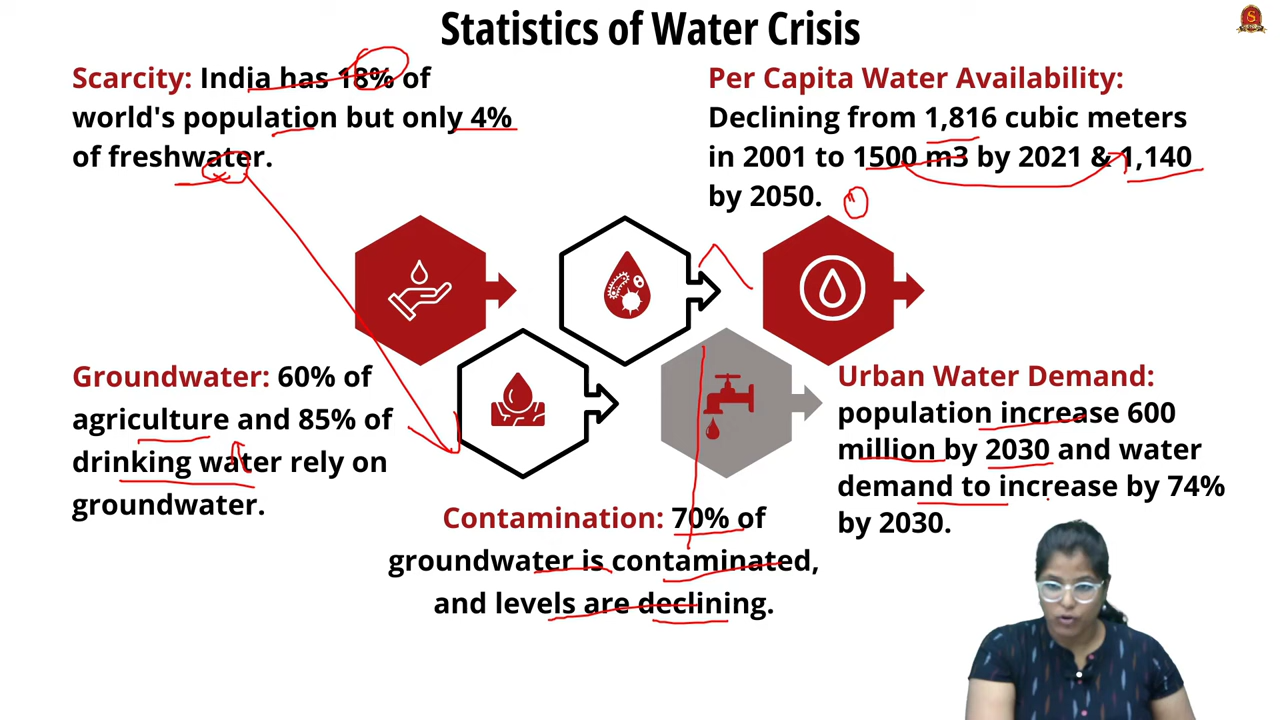 Statistics of Water Crisis
Scarcity: India has 18% of
world's population but only 4%
of freshwater.
Per Capita Water Availability:
Declining from 1,816 cubic meters
in 2001 to 1500 m3 by 2021 & 1,140
by 2050.
Groundwater: 60% of
agriculture and 85% of
drinking water rely on
groundwater.
Urban Water Demand:
population increase 600
million by 2030 and water
demand to increase by 74%
by 2030.
Contamination: 70% of
groundwater is contaminated,
and levels are declining.